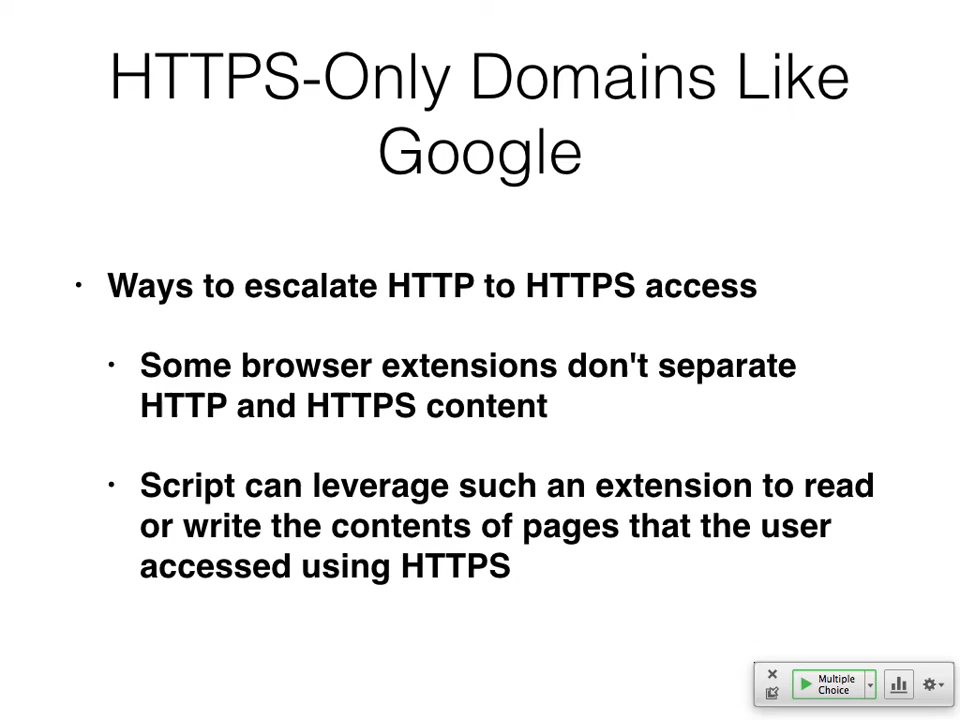 HTTPS-Only Domains Like
Google
• Ways to escalate HTTP to HTTPS access
• Some browser extensions don't separate
HTTP and HTTPS content
• Script can leverage such an extension to read
or write the contents of pages that the user
accessed using HTTPS
Multiple
Choice